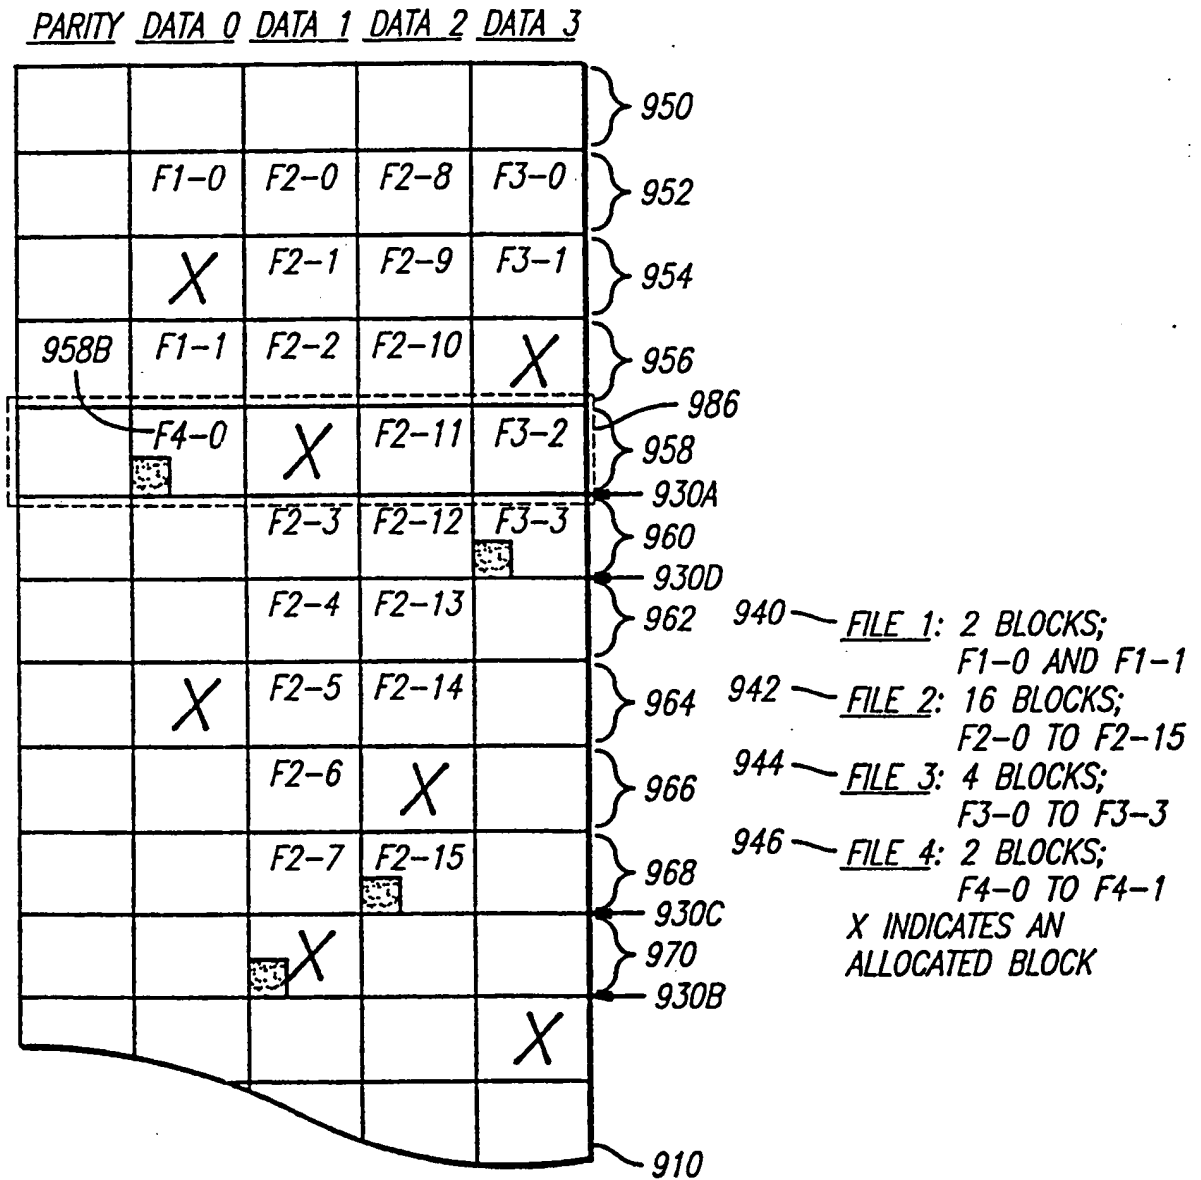 PARITY DATA 0 DATA 1 DATA 2 DATA 3
950
F1-0 F2-0 F2-8 F3-0 952
X F2-1 F2-9 F3-1 954
958B F1-1 F2-2 F2-10 X 956
986
F4-0 X F2-11 F3-2 958
930A
F2-3 F2-12 F3-3 960
930D
F2-4 F2-13 962
X F2-5 F2-14 964
F2-6 X 966
F2-7 F2-15 968
930C
X 970
930B
X
910
940 FILE 1: 2 BLOCKS;
F1-0 AND F1-1
942 FILE 2: 16 BLOCKS;
F2-0 TO F2-15
944 FILE 3: 4 BLOCKS;
F3-0 TO F3-3
946 FILE 4: 2 BLOCKS;
F4-0 TO F4-1
X INDICATES AN
ALLOCATED BLOCK